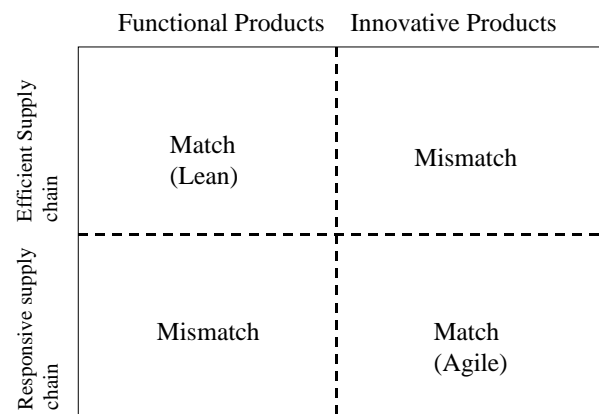 Functional Products Innovative Products
Efficient Supply
chain
Match
(Lean)
Mismatch
Responsive supply
chain
Mismatch
Match
(Agile)